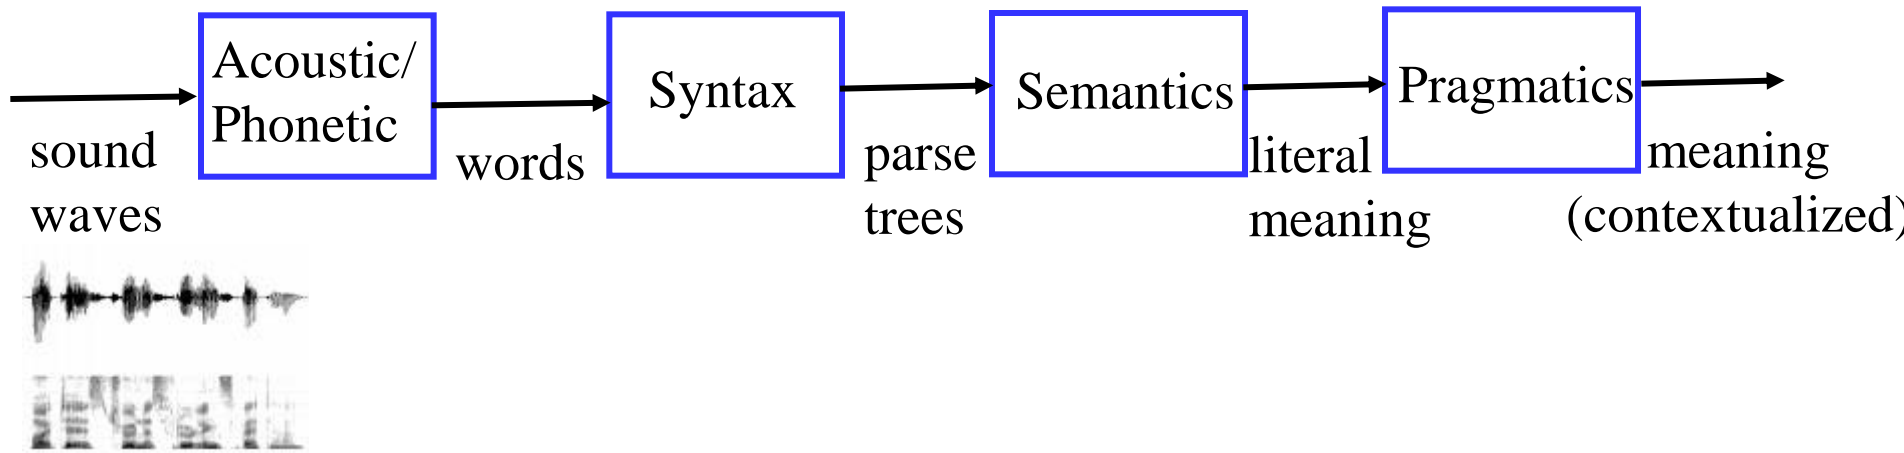 Acoustic/
Phonetic
Syntax
Semantics
Pragmatics
sound
waves
words
parse
trees
literal
meaning
meaning
(contextualized)